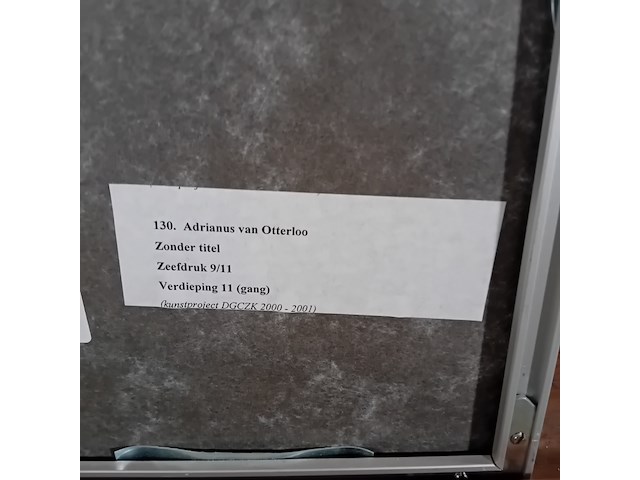 130. Adrianus van Otterloo
Zonder titel
Zeefdruk 9/11
Verdieping 11 (gang)
(kunstproject DGCZK 2000 - 2001)